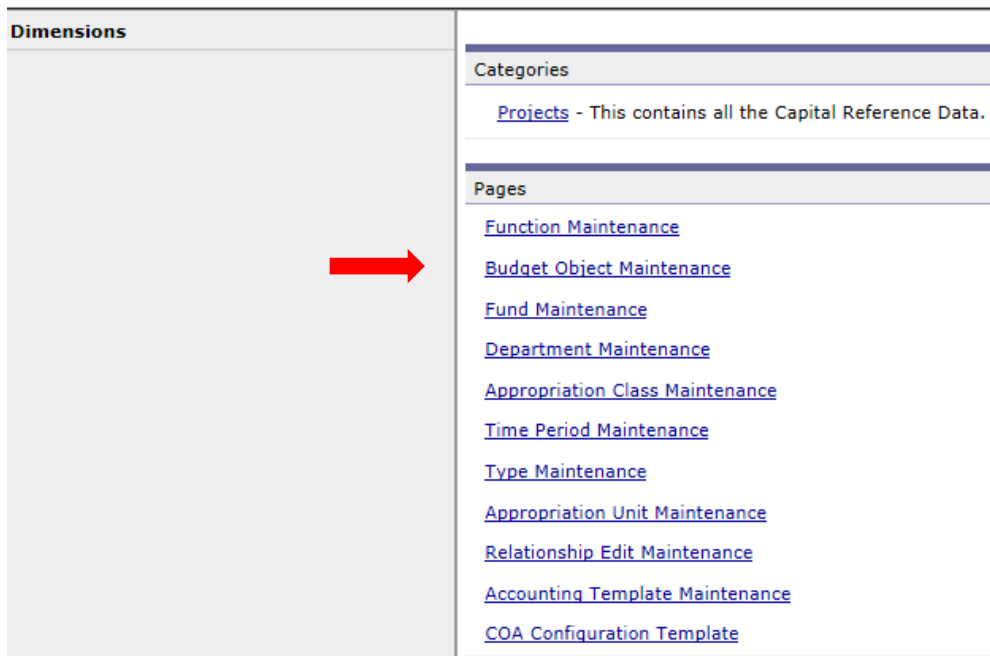 Dimensions
Categories
Projects - This contains all the Capital Reference Data.
Pages
Function Maintenance
Budget Object Maintenance
Fund Maintenance
Department Maintenance
Appropriation Class Maintenance
Time Period Maintenance
Type Maintenance
Appropriation Unit Maintenance
Relationship Edit Maintenance
Accounting Template Maintenance
COA Configuration Template